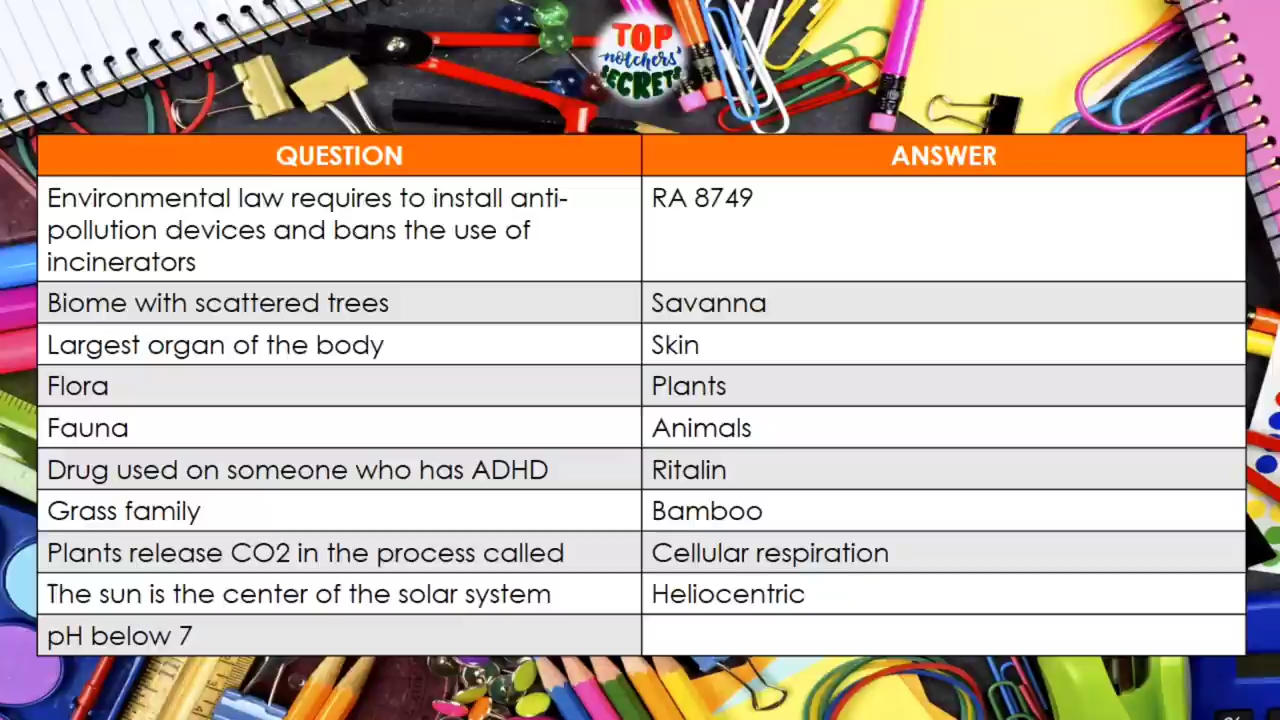 TOP
notchers'
SECRETS
QUESTION
ANSWER
Environmental law requires to install anti-
pollution devices and bans the use of
incinerators
RA 8749
Biome with scattered trees
Savanna
Largest organ of the body
Skin
Flora
Plants
Fauna
Animals
Drug used on someone who has ADHD
Ritalin
Grass family
Bamboo
Plants release CO2 in the process called
Cellular respiration
The sun is the center of the solar system
Heliocentric
pH below 7